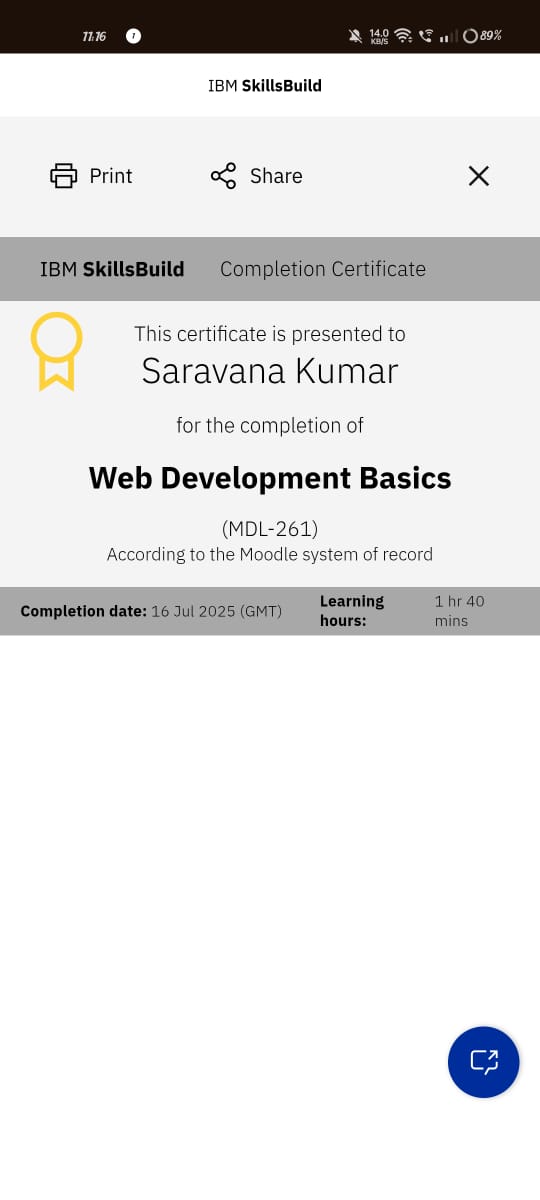 11:16 7 14.0 KB/S 89%
IBM SkillsBuild
Print Share
IBM SkillsBuild Completion Certificate
This certificate is presented to
Saravana Kumar
for the completion of
Web Development Basics
(MDL-261)
According to the Moodle system of record
Completion date: 16 Jul 2025 (GMT) Learning hours: 1 hr 40 mins